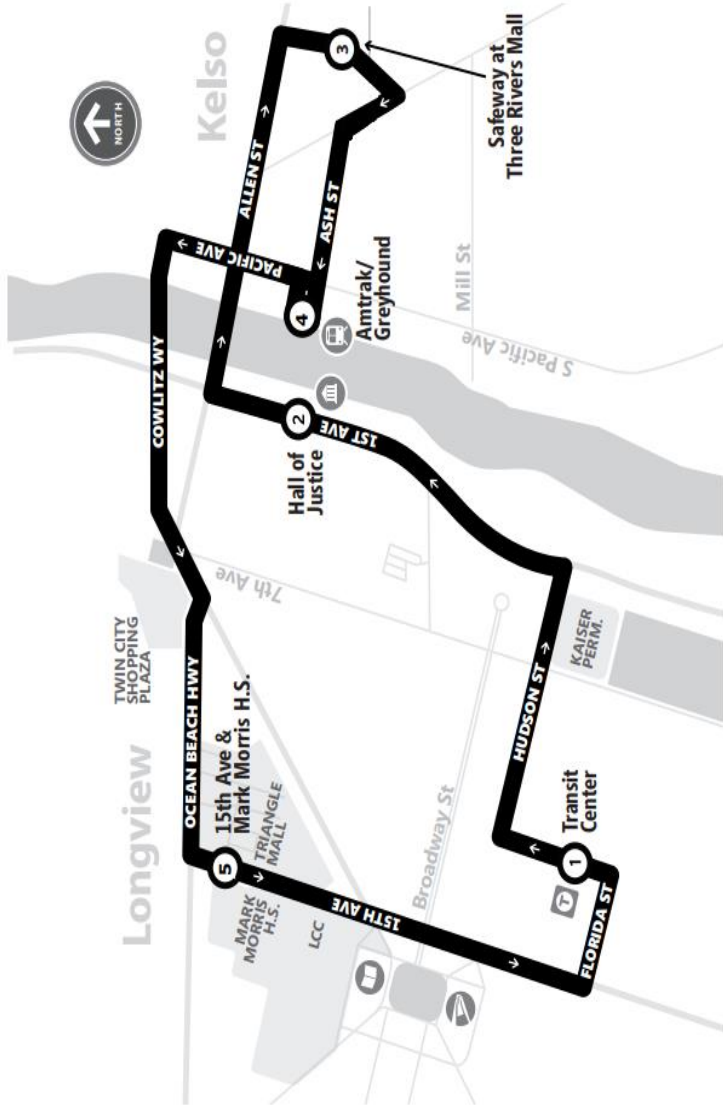 NORTH
Kelso
Longview
TWIN CITY
SHOPPING
PLAZA
COWLITZ WY
OCEAN BEACH HWY
ALLEN ST
PACIFIC AVE
ASH ST
3
Safeway at
Three Rivers Mall
4
Amtrak/
Greyhound
Mill St
S Pacific Ave
2
Hall of
Justice
1ST AVE
7th Ave
5
15th Ave &
Mark Morris H.S.
TRIANGLE
MALL
MARK
MORRIS
H.S.
LCC
15TH AVE
Broadway St
HUDSON ST
KAISER
PERM.
1
Transit
Center
T
FLORIDA ST